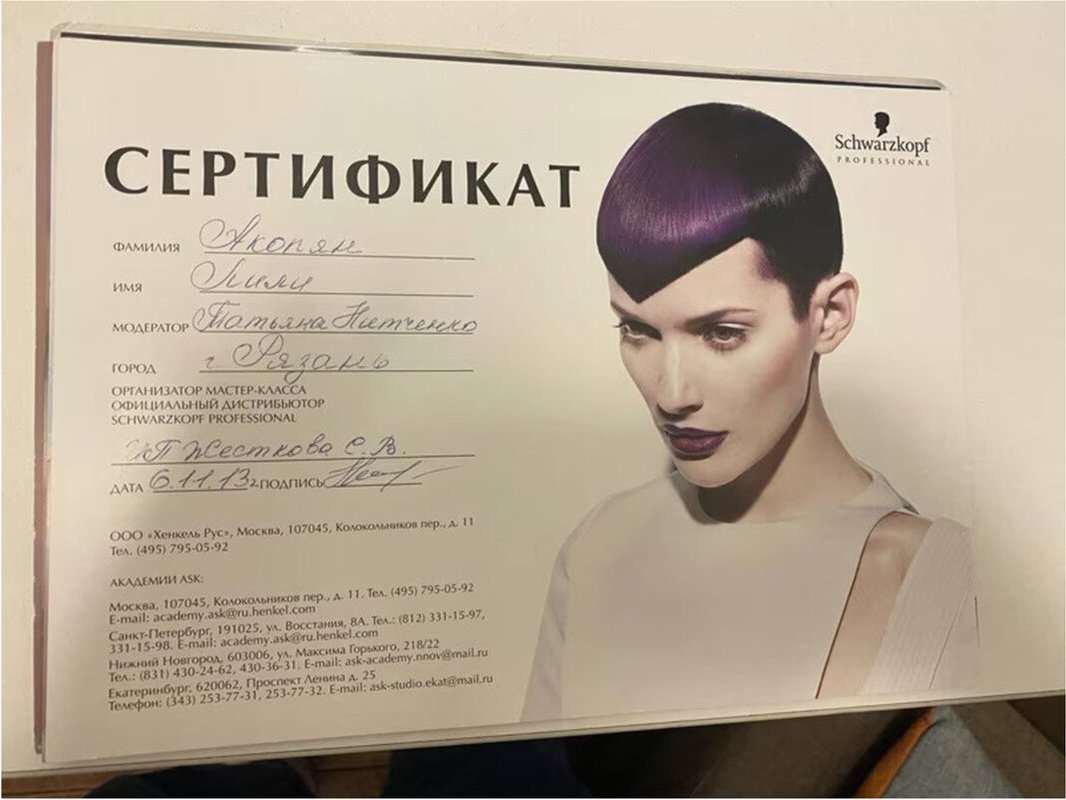 Schwarzkopf
PROFESSIONAL
СЕРТИФИКАТ
ФАМИЛИЯ Акопян
ИМЯ Лили
МОДЕРАТОР Татьяна Нитченко
ГОРОД г Рязань
ОРГАНИЗАТОР МАСТЕР-КЛАССА
ОФИЦИАЛЬНЫЙ ДИСТРИБЬЮТОР
SCHWARZKOPF PROFESSIONAL
ИП Жесткова С.В.
ДАТА 6.11.13г. ПОДПИСЬ
ООО «Хенкель Рус», Москва, 107045, Колокольников пер., д. 11
Тел. (495) 795-05-92
АКАДЕМИИ ASK:
Москва, 107045, Колокольников пер., д. 11. Тел. (495) 795-05-92
E-mail: academy.ask@ru.henkel.com
Санкт-Петербург, 191025, ул. Восстания, 8А. Тел.: (812) 331-15-97,
331-15-98. E-mail: academy.ask@ru.henkel.com
Нижний Новгород, 603006, ул. Максима Горького, 218/22
Тел.: (831) 430-24-62, 430-36-31. E-mail: ask-academy.nnov@mail.ru
Екатеринбург, 620062, Проспект Ленина д. 25
Телефон: (343) 253-77-31, 253-77-32. E-mail: ask-studio.ekat@mail.ru